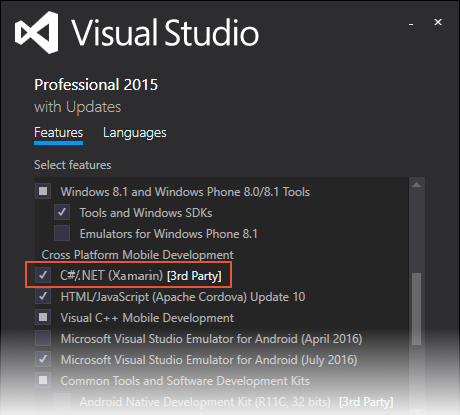 Visual Studio
Professional 2015
with Updates
Features Languages
Select features
Windows 8.1 and Windows Phone 8.0/8.1 Tools
Tools and Windows SDKs
Emulators for Windows Phone 8.1
Cross Platform Mobile Development
C#/.NET (Xamarin) [3rd Party]
HTML/JavaScript (Apache Cordova) Update 10
Visual C++ Mobile Development
Microsoft Visual Studio Emulator for Android (April 2016)
Microsoft Visual Studio Emulator for Android (July 2016)
Common Tools and Software Development Kits
Android Native Development Kit (R11C, 32 bits) [3rd Party]